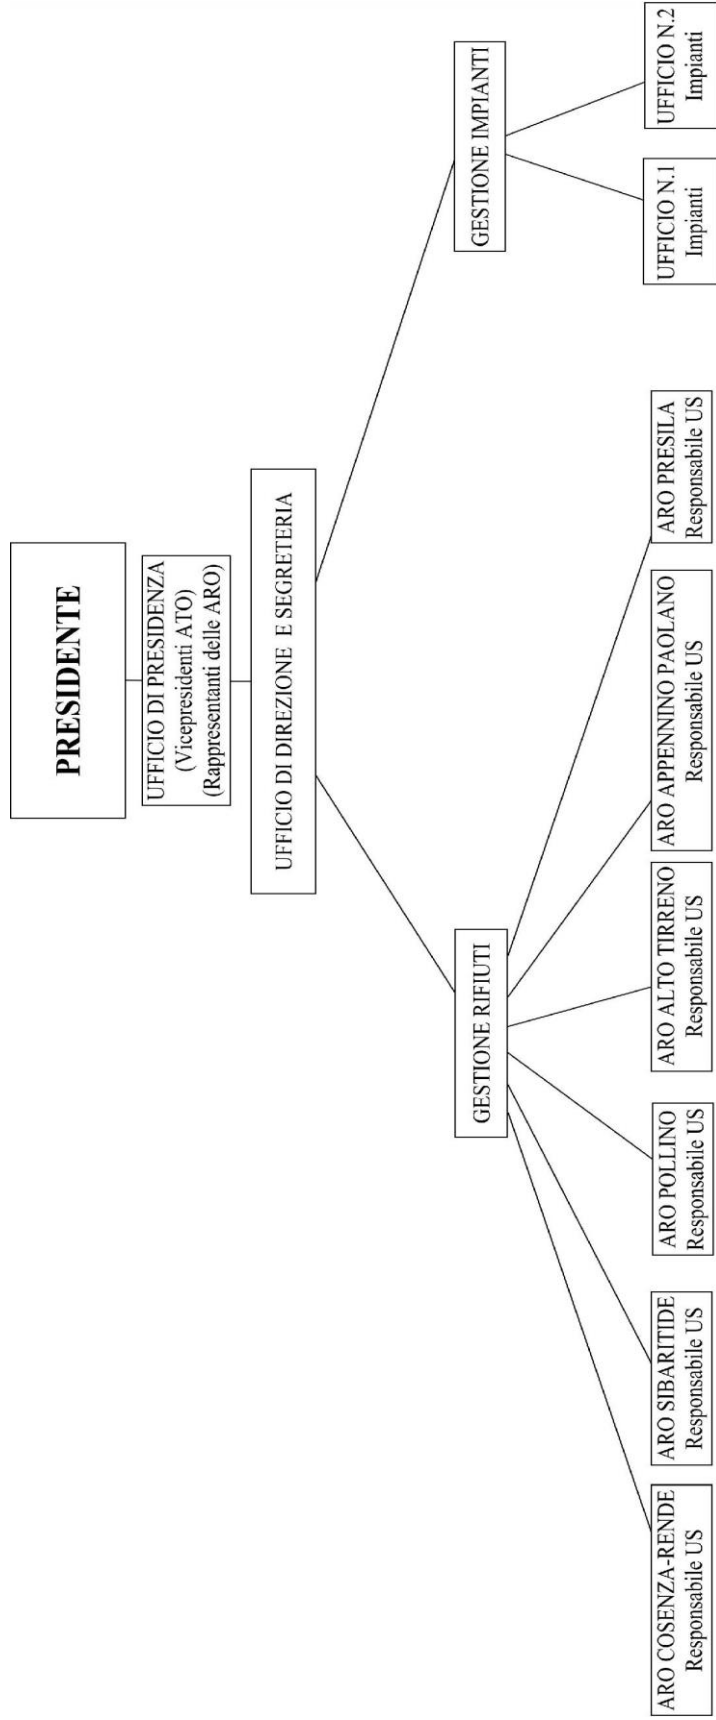 PRESIDENTE
UFFICIO DI PRESIDENZA
(Vicepresidenti ATO)
(Rappresentanti delle ARO)
UFFICIO DI DIREZIONE E SEGRETERIA
GESTIONE RIFIUTI
GESTIONE IMPIANTI
ARO COSENZA-RENDE
Responsabile US
ARO SIBARITIDE
Responsabile US
ARO POLLINO
Responsabile US
ARO ALTO TIRRENO
Responsabile US
ARO APPENNINO PAOLANO
Responsabile US
ARO PRESILA
Responsabile US
UFFICIO N.1
Impianti
UFFICIO N.2
Impianti